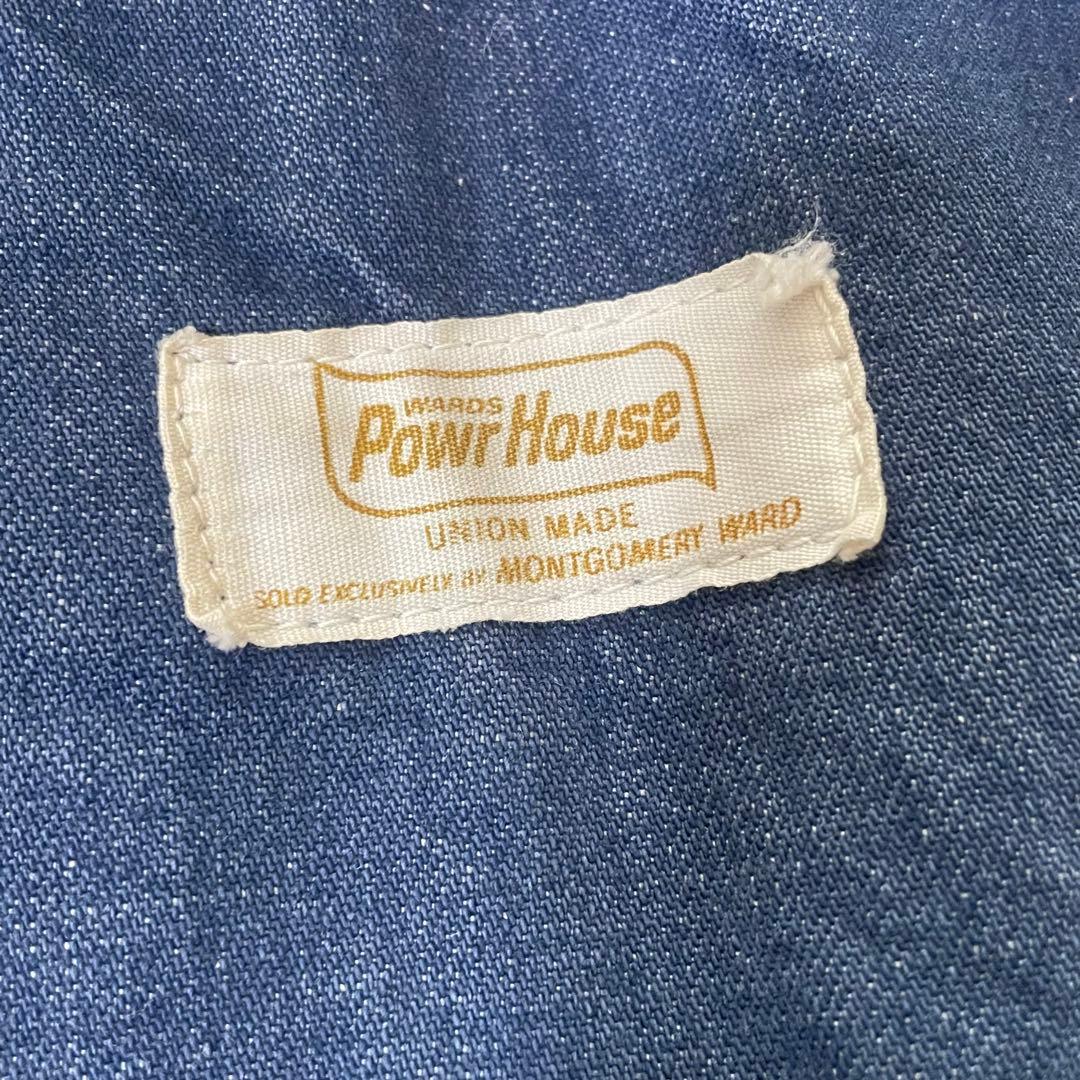 WARDS
PowrHouse
UNION MADE
SOLD EXCLUSIVELY BY MONTGOMERY WARD